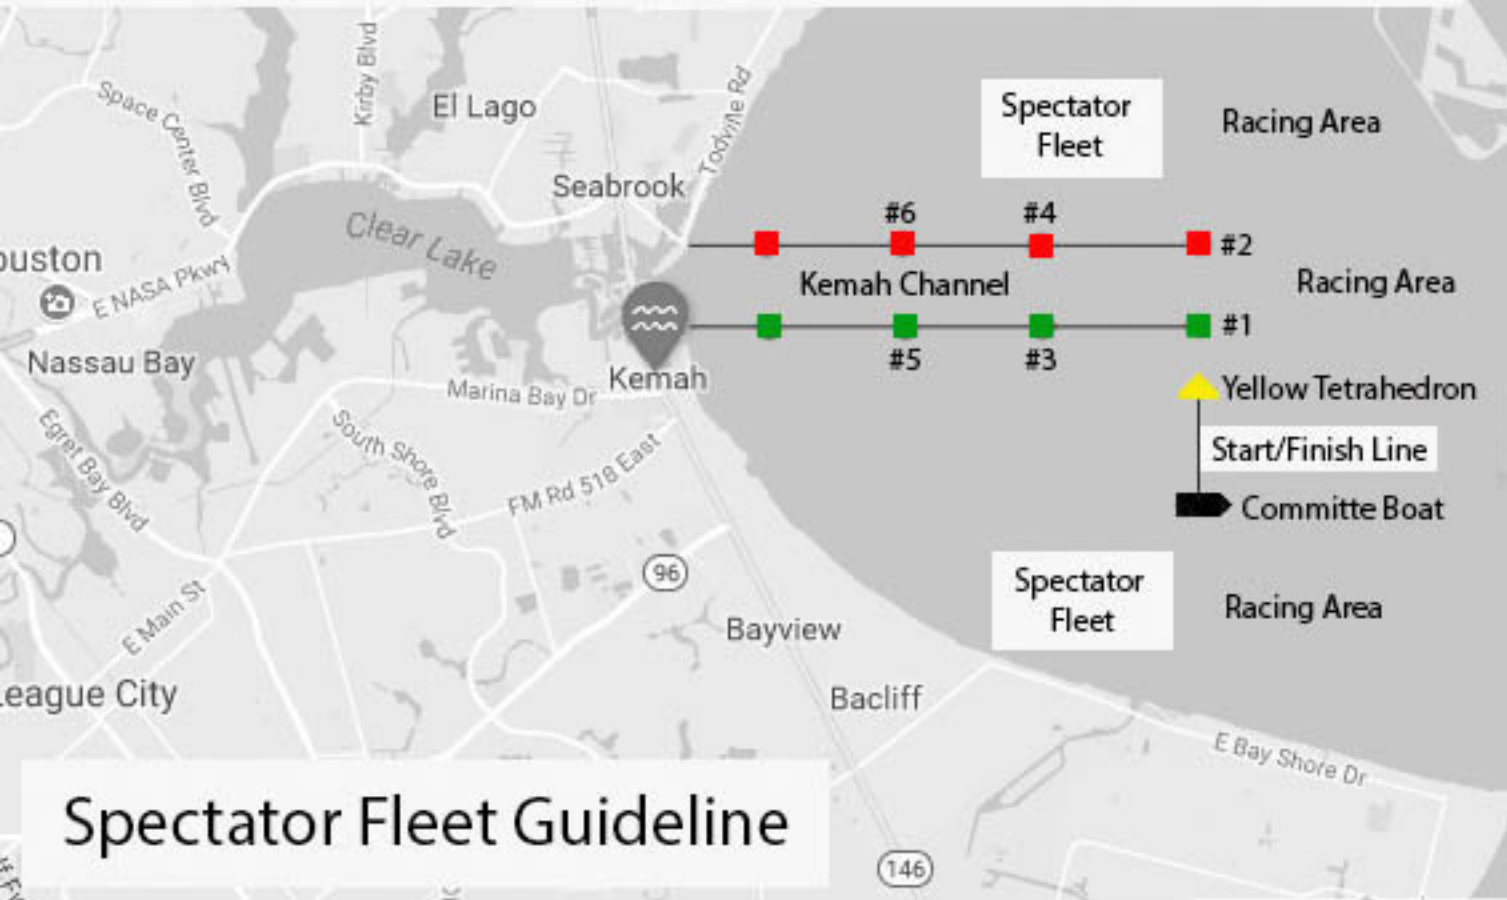 Space Center Blvd
Kirby Blvd
El Lago
Todville Rd
Spectator
Fleet
Racing Area
Seabrook
Clear Lake
#6
#4
#2
ouston
E NASA Pkwy
Kemah Channel
Racing Area
#1
#5
#3
Nassau Bay
Kemah
Marina Bay Dr
Yellow Tetrahedron
Egret Bay Blvd
South Shore Blvd
FM Rd 518 East
Start/Finish Line
Committe Boat
96
Spectator
Fleet
Racing Area
E Main St
Bayview
League City
Bacliff
E Bay Shore Dr
Spectator Fleet Guideline
146